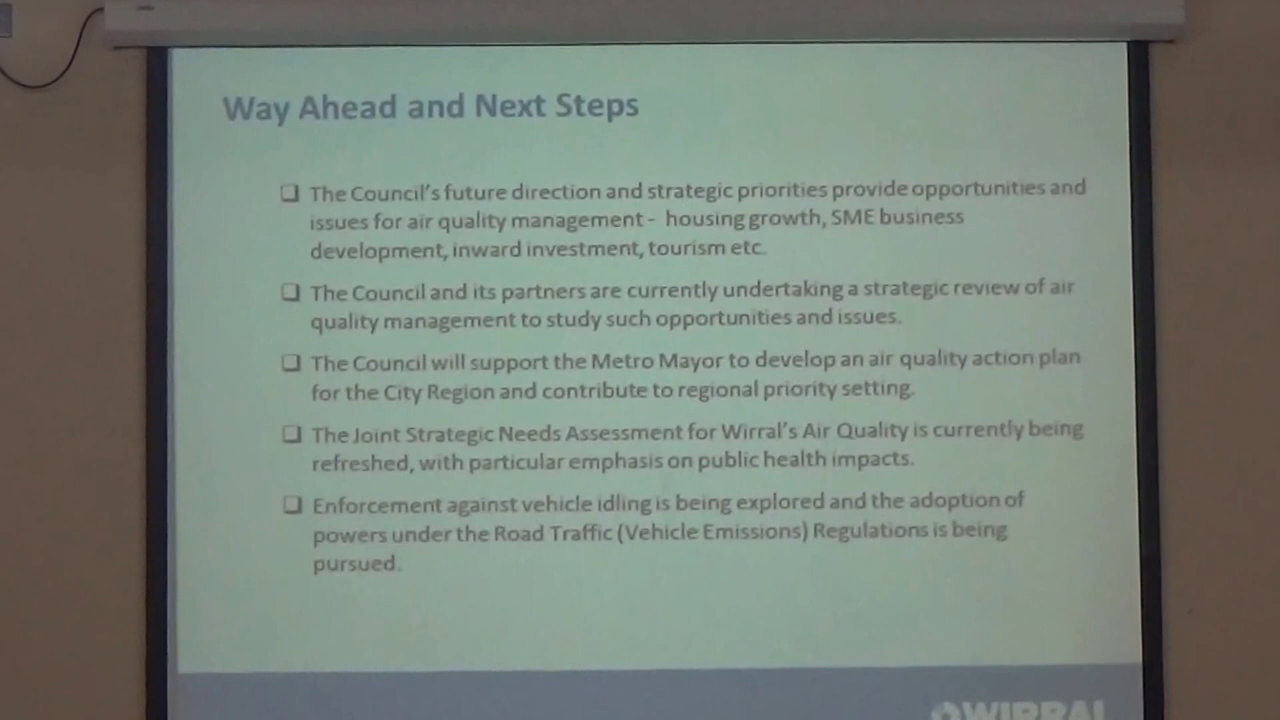 Way Ahead and Next Steps
❑ The Council's future direction and strategic priorities provide opportunities and
issues for air quality management - housing growth, SME business
development, inward investment, tourism etc.
❑ The Council and its partners are currently undertaking a strategic review of air
quality management to study such opportunities and issues.
❑ The Council will support the Metro Mayor to develop an air quality action plan
for the City Region and contribute to regional priority setting.
❑ The Joint Strategic Needs Assessment for Wirral's Air Quality is currently being
refreshed, with particular emphasis on public health impacts.
❑ Enforcement against vehicle idling is being explored and the adoption of
powers under the Road Traffic (Vehicle Emissions) Regulations is being
pursued.
WIRRAL